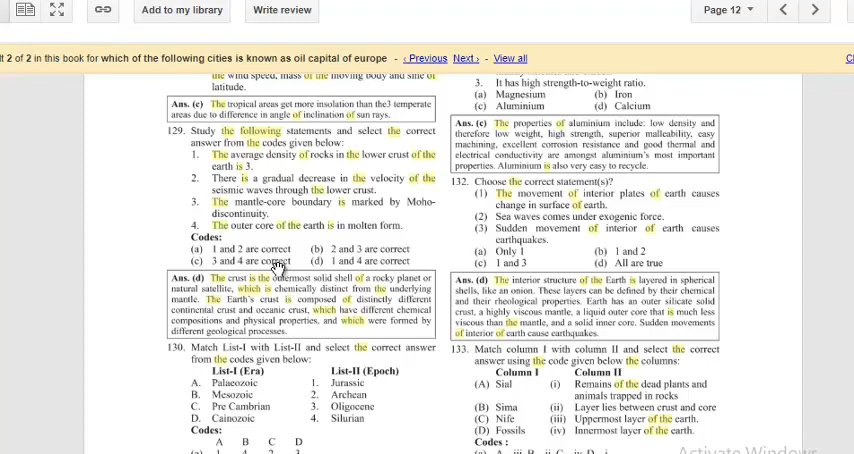 Add to my library
Write review
Page 12
lt 2 of 2 in this book for which of the following cities is known as oil capital of europe - ‹ Previous Next › - View all
the wind speed, mass of the moving body and sine of
latitude.
Ans. (c) The tropical areas get more insolation than the3 temperate
areas due to difference in angle of inclination of sun rays.
129. Study the following statements and select the correct
answer from the codes given below:
1. The average density of rocks in the lower crust of the
earth is 3.
2. There is a gradual decrease in the velocity of the
seismic waves through the lower crust.
3. The mantle-core boundary is marked by Moho-
discontinuity.
4. The outer core of the earth is in molten form.
Codes:
(a) 1 and 2 are correct (b) 2 and 3 are correct
(c) 3 and 4 are correct (d) 1 and 4 are correct
Ans. (d) The crust is the outermost solid shell of a rocky planet or
natural satellite, which is chemically distinct from the underlying
mantle. The Earth's crust is composed of distinctly different
continental crust and oceanic crust, which have different chemical
compositions and physical properties, and which were formed by
different geological processes.
130. Match List-I with List-II and select the correct answer
from the codes given below:
List-I (Era) List-II (Epoch)
A. Palaeozoic 1. Jurassic
B. Mesozoic 2. Archean
C. Pre Cambrian 3. Oligocene
D. Cainozoic 4. Silurian
Codes:
A B C D
(a) 1 4 2 3
3. It has high strength-to-weight ratio.
(a) Magnesium (b) Iron
(c) Aluminium (d) Calcium
Ans. (c) The properties of aluminium include: low density and
therefore low weight, high strength, superior malleability, easy
machining, excellent corrosion resistance and good thermal and
electrical conductivity are amongst aluminium's most important
properties. Aluminium is also very easy to recycle.
132. Choose the correct statement(s)?
(1) The movement of interior plates of earth causes
change in surface of earth.
(2) Sea waves comes under exogenic force.
(3) Sudden movement of interior of earth causes
earthquakes.
(a) Only 1 (b) 1 and 2
(c) 1 and 3 (d) All are true
Ans. (d) The interior structure of the Earth is layered in spherical
shells, like an onion. These layers can be defined by their chemical
and their rheological properties. Earth has an outer silicate solid
crust, a highly viscous mantle, a liquid outer core that is much less
viscous than the mantle, and a solid inner core. Sudden movements
of interior of earth cause earthquakes.
133. Match column I with column II and select the correct
answer using the code given below the columns:
Column I Column II
(A) Sial (i) Remains of the dead plants and
animals trapped in rocks
(B) Sima (ii) Layer lies between crust and core
(C) Nife (iii) Uppermost layer of the earth.
(D) Fossils (iv) Innermost layer of the earth.
Codes :
Activate Windows